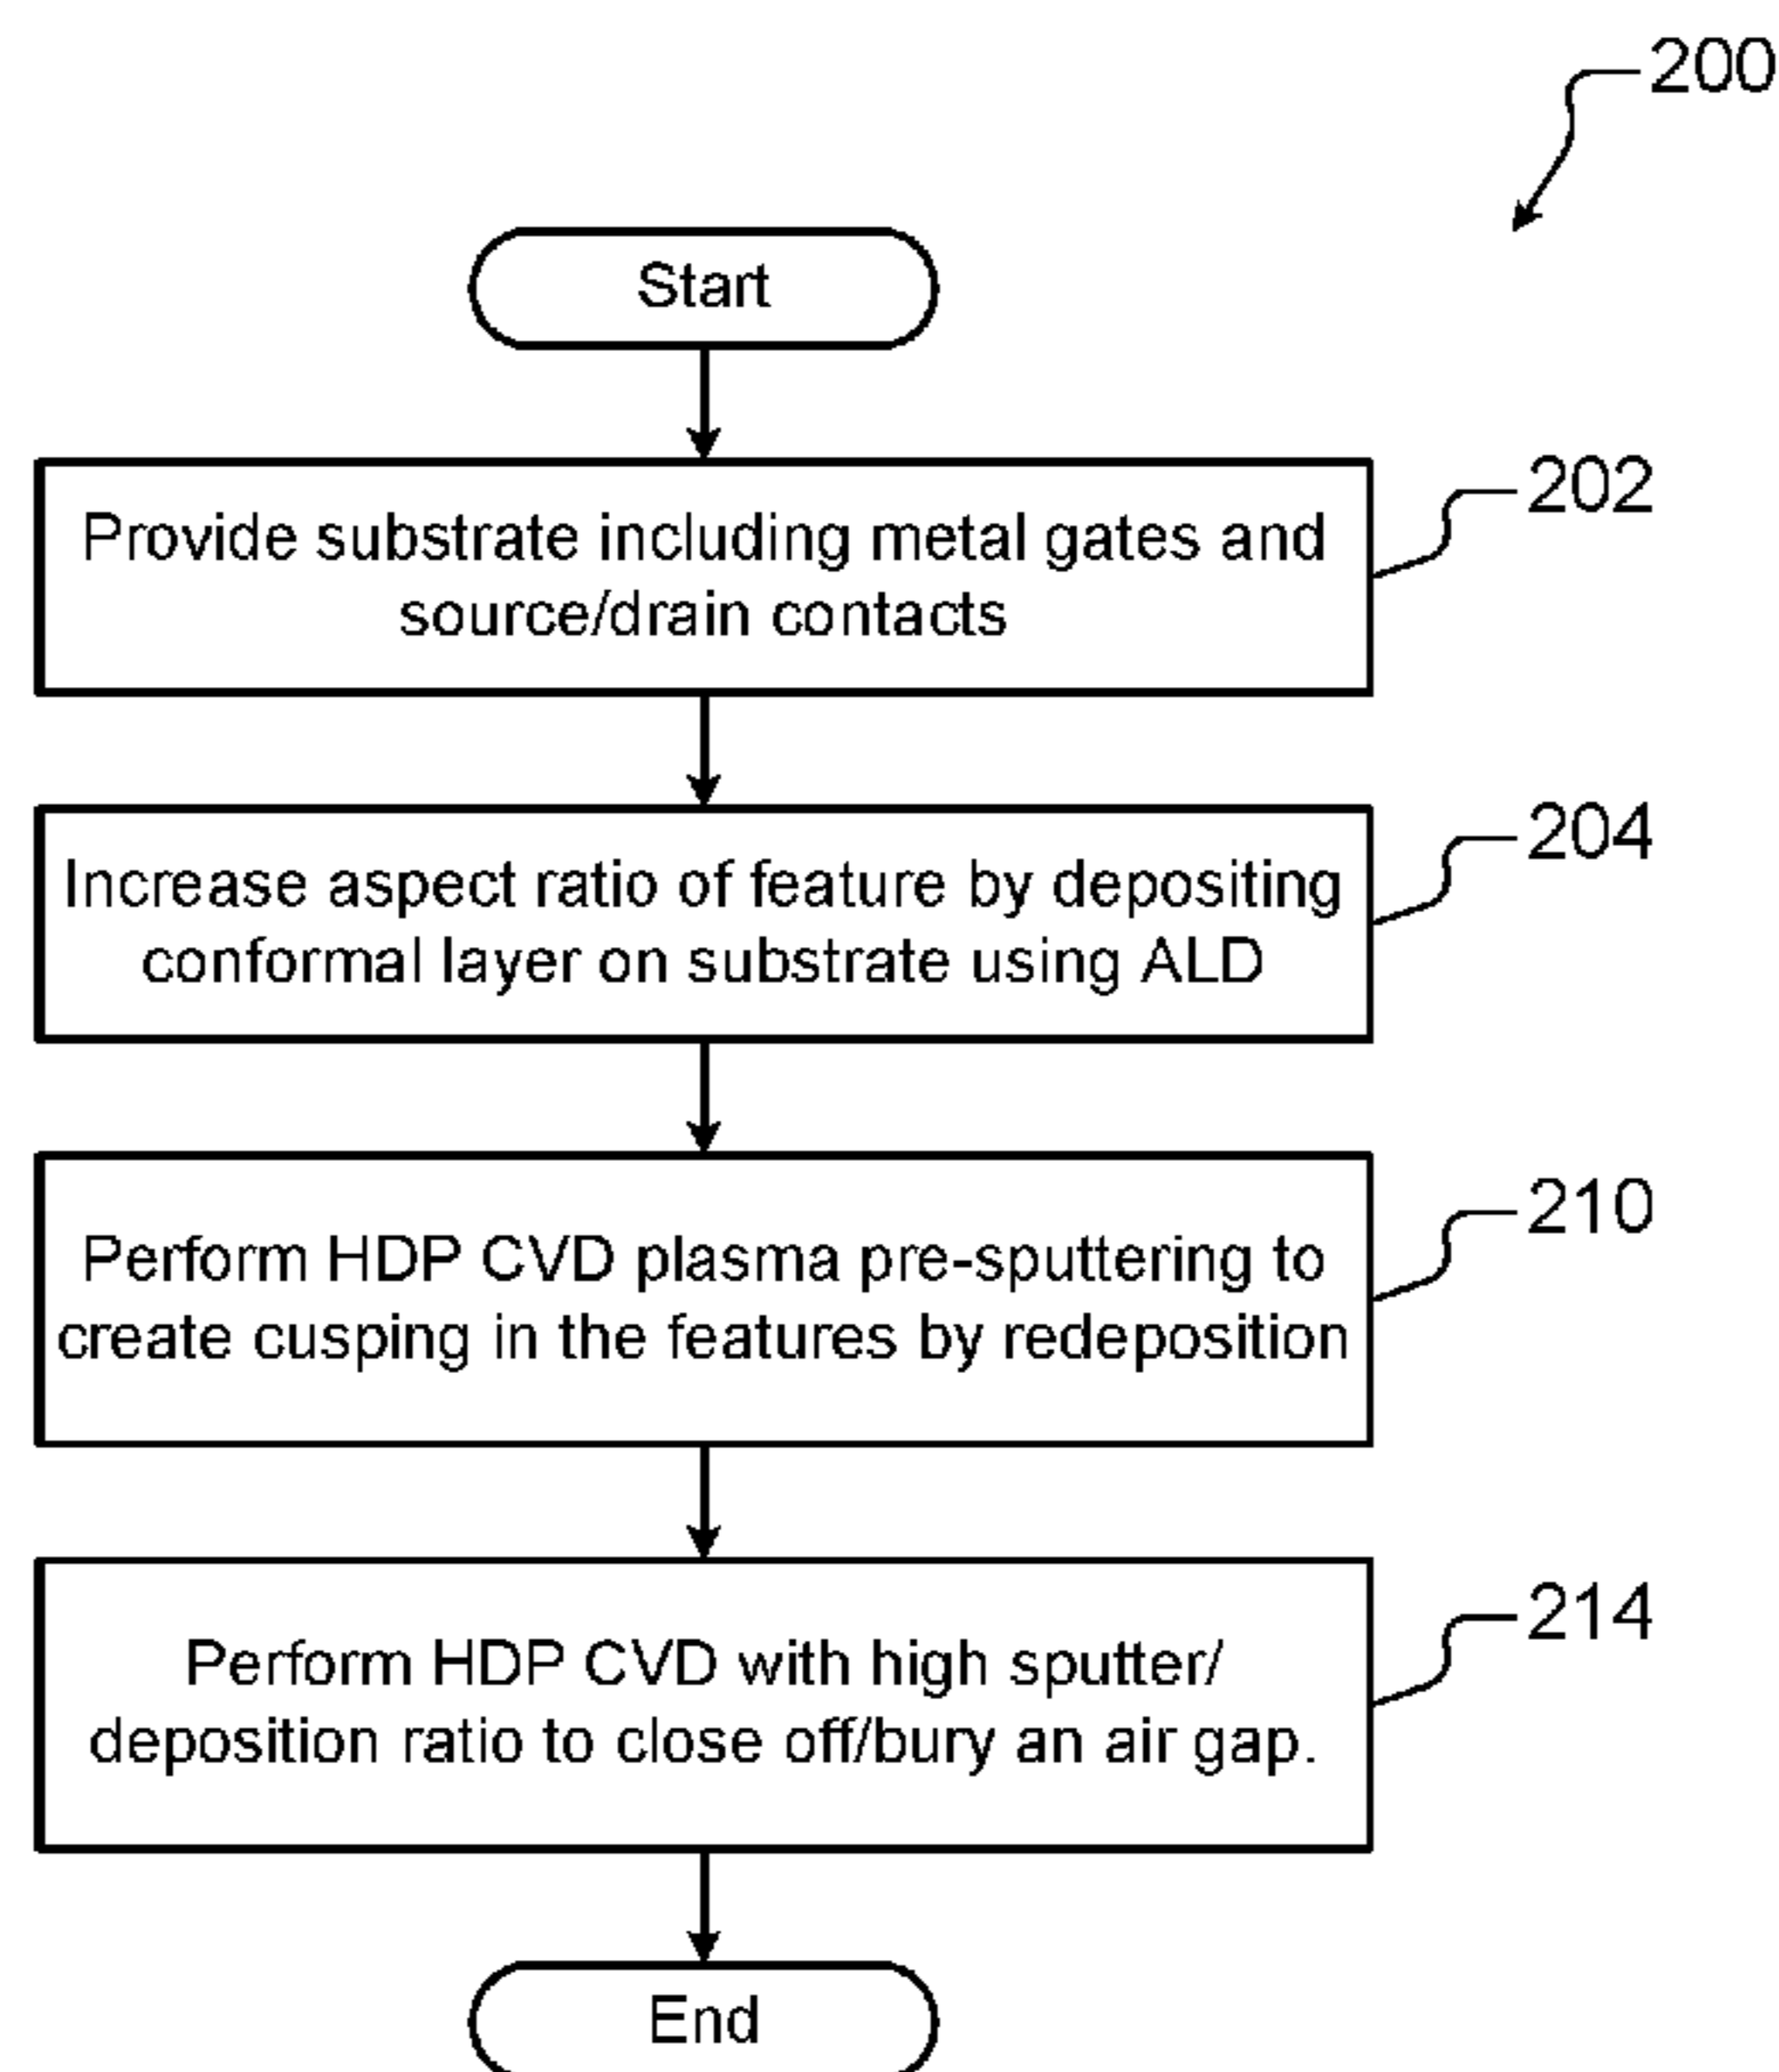 200
Start
Provide substrate including metal gates and
source/drain contacts
202
Increase aspect ratio of feature by depositing
conformal layer on substrate using ALD
204
Perform HDP CVD plasma pre-sputtering to
create cusping in the features by redeposition
210
Perform HDP CVD with high sputter/
deposition ratio to close off/bury an air gap.
214
End